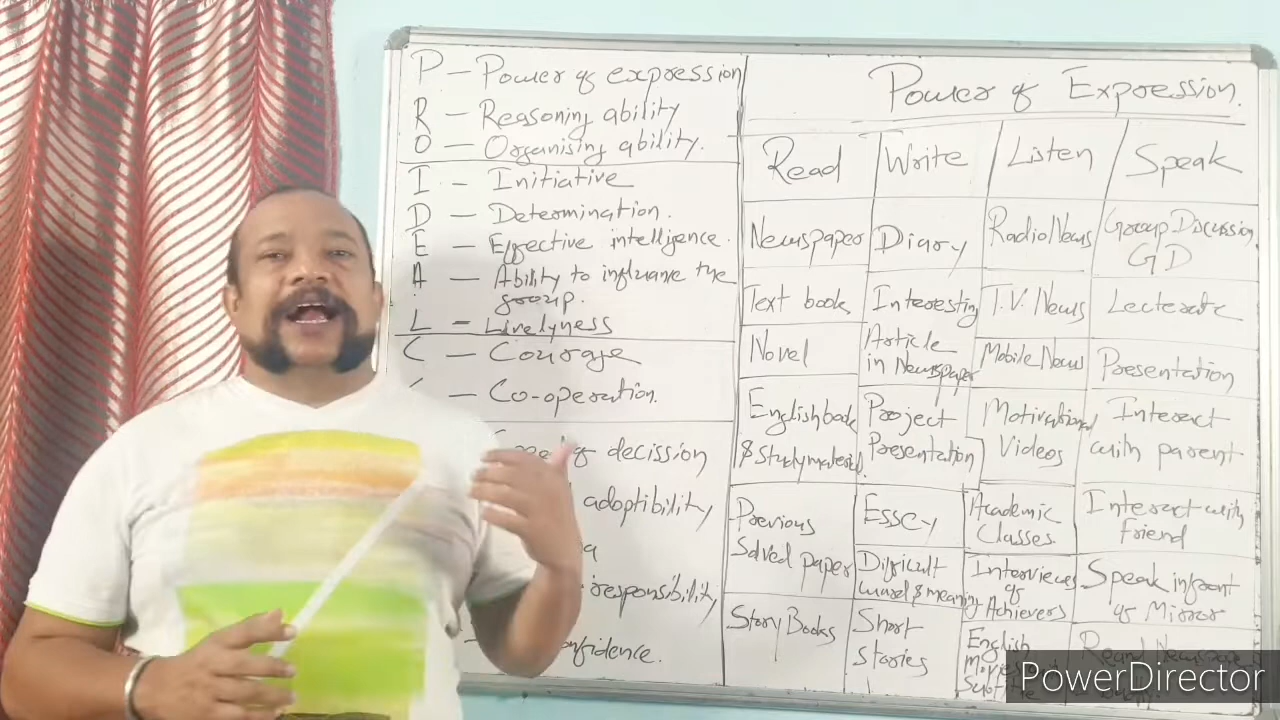 P – Power of expression
R – Reasoning ability
O – Organising ability.
I – Initiative
D – Determination.
E – Effective intelligence.
A – Ability to influence the
group.
L – Livelyness
C – Courage
– Co-operation.
of decission
adoptibility
responsibility
confidence.
Power of Expression.
Read
Newspaper
Text book
Novel
English book
& Study material
Previous
Solved paper
Story Books
Write
Diary
Interesting
Article
in Newspaper
Project
Presentation
Esscy
Difficult
word & meaning
Short
Stories
Listen
Radio News
T.V. News
Mobile News
Motivational
Videos
Academic
Classes
Interviews
of
Achievers
English
Speak
Group Discussion
GD
Presentation
Interact
with parent
Interect with
friend
Speak infront
of Mirror
PowerDirector